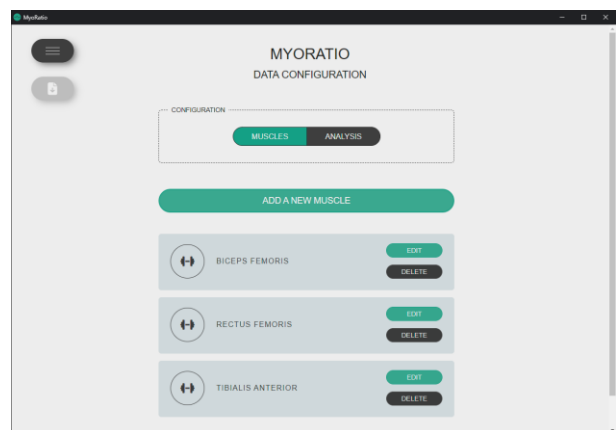 MyoRatio
MYORATIO
DATA CONFIGURATION
CONFIGURATION
MUSCLES ANALYSIS
ADD A NEW MUSCLE
BICEPS FEMORIS
EDIT
DELETE
RECTUS FEMORIS
EDIT
DELETE
TIBIALIS ANTERIOR
EDIT
DELETE